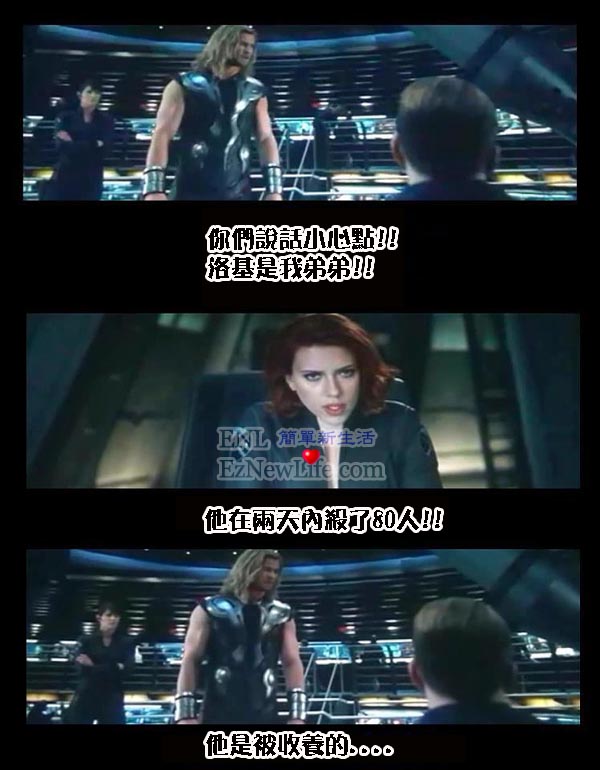 你們說話小心點!!
洛基是我弟弟!!
ENL 簡單新生活
EzNewLife.com
他在兩天內殺了80人!!
他是被收養的....